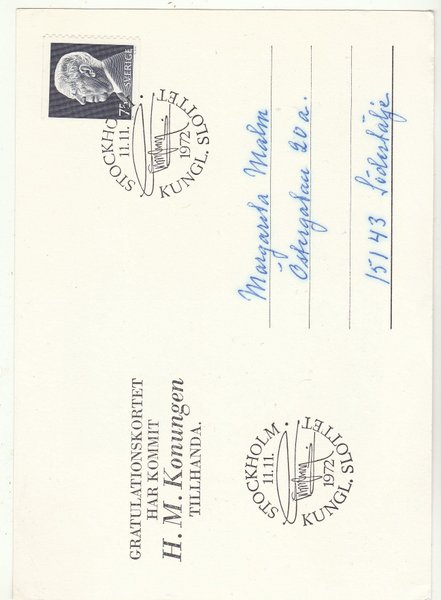 75 SVERIGE
STOCKHOLM
11.11.
1972
KUNGL. SLOTTET
Margareta Malm
Östergatan 20 a.
151 43 Södertälje
GRATULATIONSKORTET
HAR KOMMIT
H. M. Konungen
TILLHANDA.
STOCKHOLM
11.11.
1972
KUNGL. SLOTTET